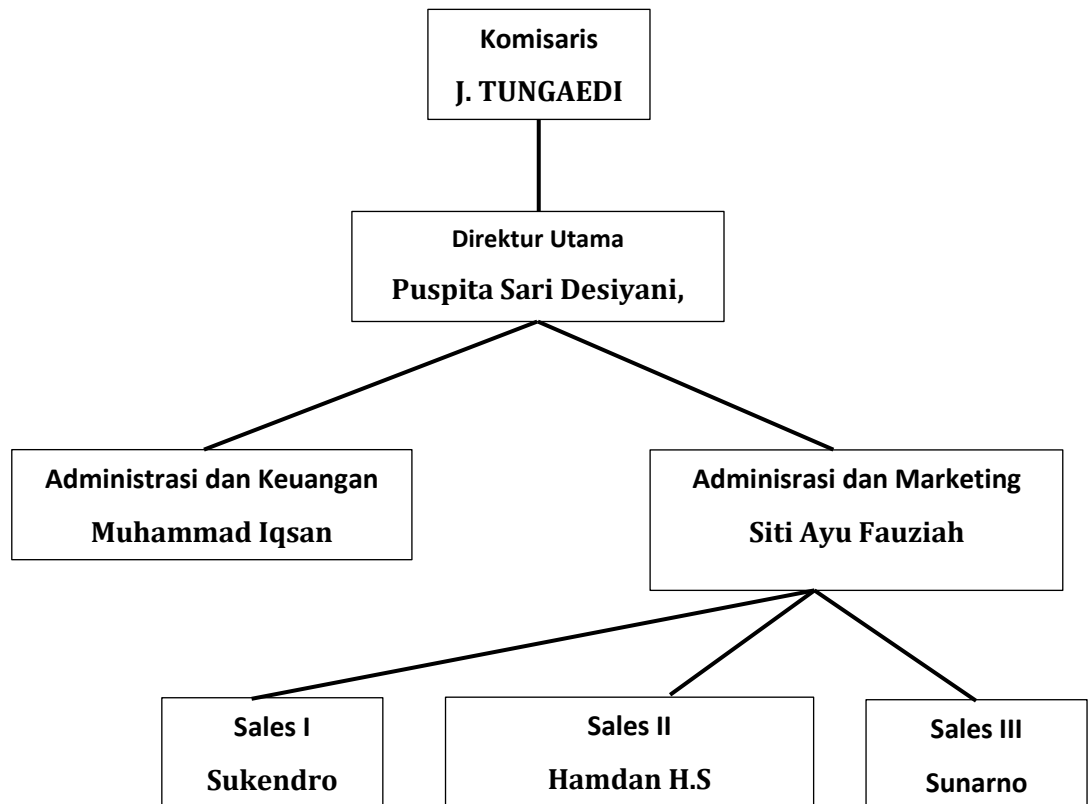 Komisaris
J. TUNGAEDI
Direktur Utama
Puspita Sari Desiyani,
Administrasi dan Keuangan
Muhammad Iqsan
Adminisrasi dan Marketing
Siti Ayu Fauziah
Sales I
Sukendro
Sales II
Hamdan H.S
Sales III
Sunarno